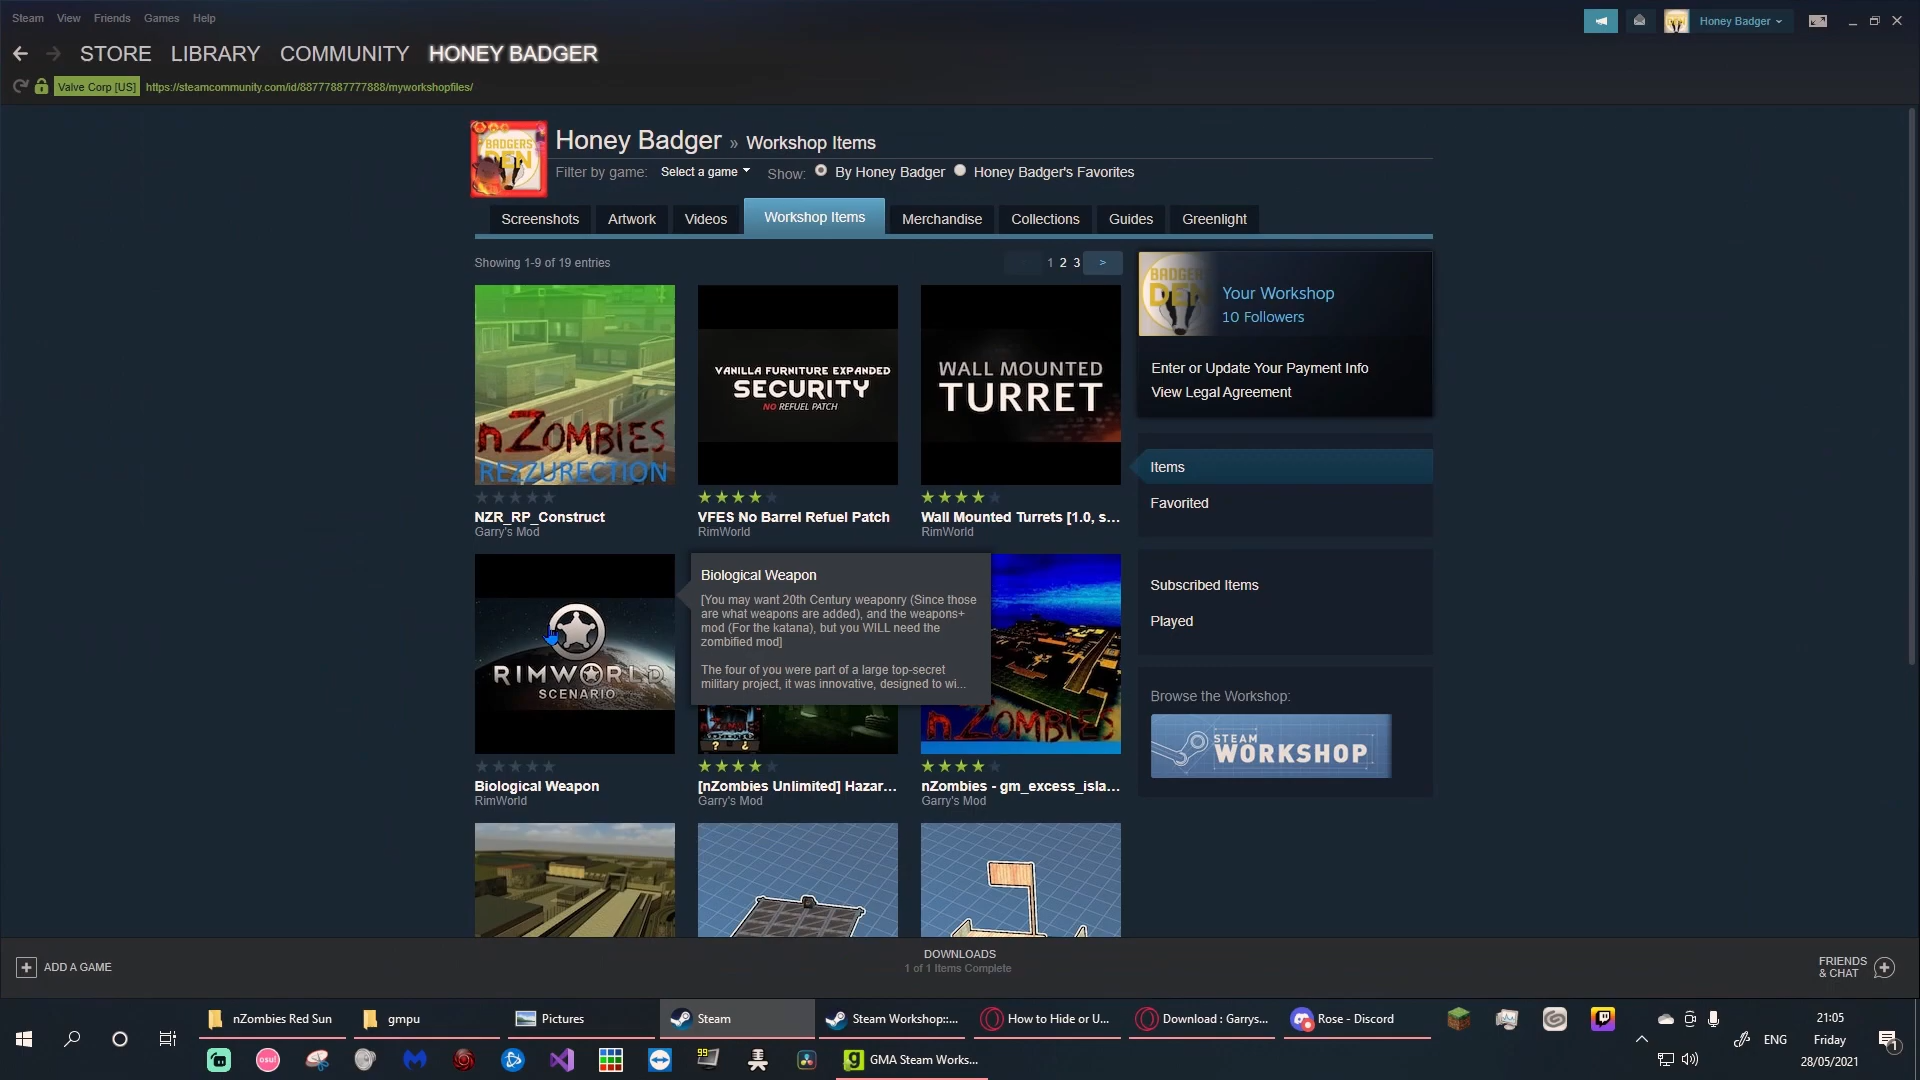 Steam View Friends Games Help
Honey Badger
STORE LIBRARY COMMUNITY HONEY BADGER
Valve Corp [US] https://steamcommunity.com/id/88777887777888/myworkshopfiles/
BADGERS
DEN
Honey Badger » Workshop Items
Filter by game: Select a game Show: By Honey Badger Honey Badger's Favorites
Screenshots Artwork Videos Workshop Items Merchandise Collections Guides Greenlight
Showing 1-9 of 19 entries
1 2 3 >
BADGERS
DEN
Your Workshop
10 Followers
Enter or Update Your Payment Info
View Legal Agreement
nZOMBIES
REZZURECTION
VANILLA FURNITURE EXPANDED
SECURITY
NO REFUEL PATCH
WALL MOUNTED
TURRET
NZR_RP_Construct
Garry's Mod
VFES No Barrel Refuel Patch
RimWorld
Wall Mounted Turrets [1.0, s...
RimWorld
Items
Favorited
Subscribed Items
Played
Browse the Workshop:
STEAM
WORKSHOP
RIMWORLD
SCENARIO
Biological Weapon
[You may want 20th Century weaponry (Since those
are what weapons are added), and the weapons+
mod (For the katana), but you WILL need the
zombified mod]
The four of you were part of a large top-secret
military project, it was innovative, designed to wi...
nZOMBIES
Biological Weapon
RimWorld
[nZombies Unlimited] Hazar...
Garry's Mod
nZombies - gm_excess_isla...
Garry's Mod
ADD A GAME
DOWNLOADS
1 of 1 Items Complete
FRIENDS
& CHAT
nZombies Red Sun gmpu Pictures Steam Steam Workshop::... How to Hide or U... Download : Garrys... Rose - Discord
osu!
99
GMA Steam Works...
ENG
21:05
Friday
28/05/2021
1